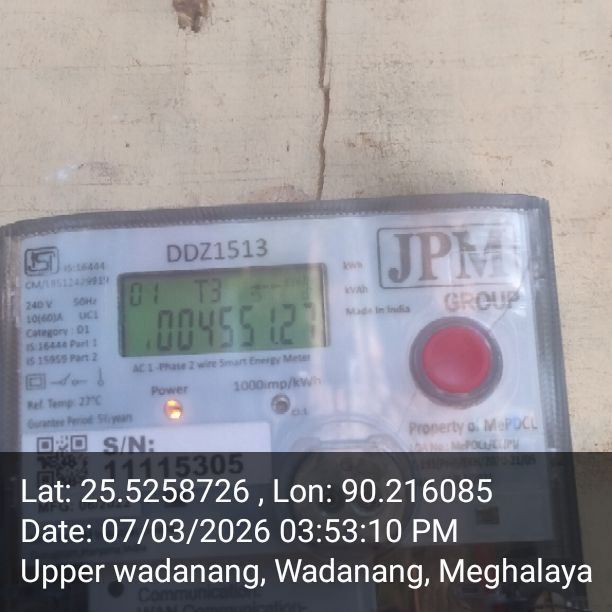 DDZ1513
JPM
GROUP
IS:16444
240 V 50Hz
10(60)A UC1
Category : D1
IS 16444 Part 1
IS 15959 Part 2
Ref. Temp: 27°C
01 T3
004551.27
kWh
kVAh
Made In India
AC 1 -Phase 2 wire Smart Energy Meter
Power
1000imp/kWh
Property of MePDCL
S/N:
11115305
Lat: 25.5258726 , Lon: 90.216085
Date: 07/03/2026 03:53:10 PM
Upper wadanang, Wadanang, Meghalaya
Communication: